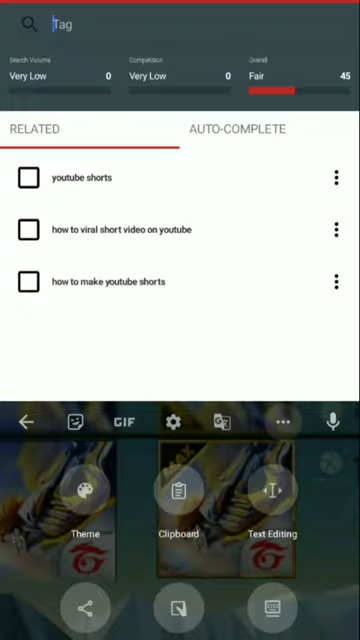 Tag
Search Volume
Competition
Overall
Very Low 0
Very Low 0
Fair 45
RELATED
AUTO-COMPLETE
youtube shorts
how to viral short video on youtube
how to make youtube shorts
GIF
Theme
Clipboard
Text Editing